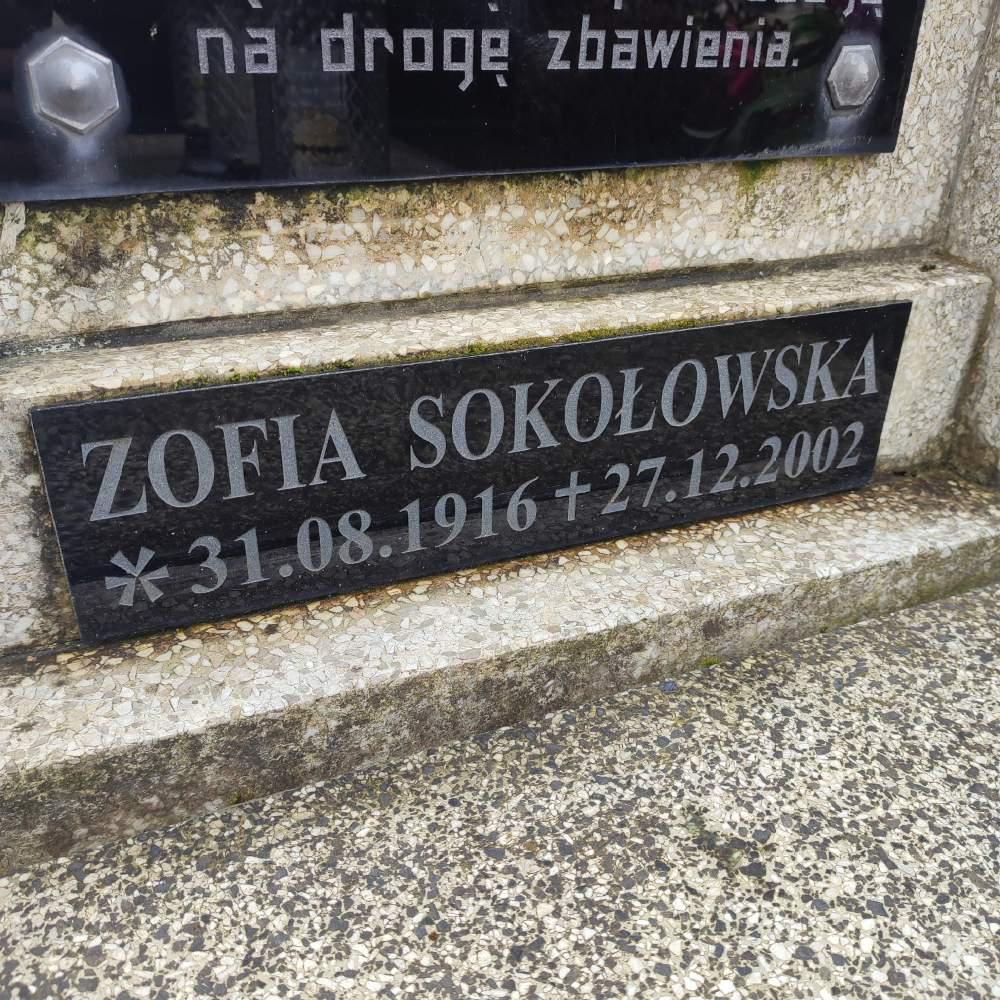 na drogę zbawienia.
ZOFIA SOKOŁOWSKA
* 31.08.1916 † 27.12.2002